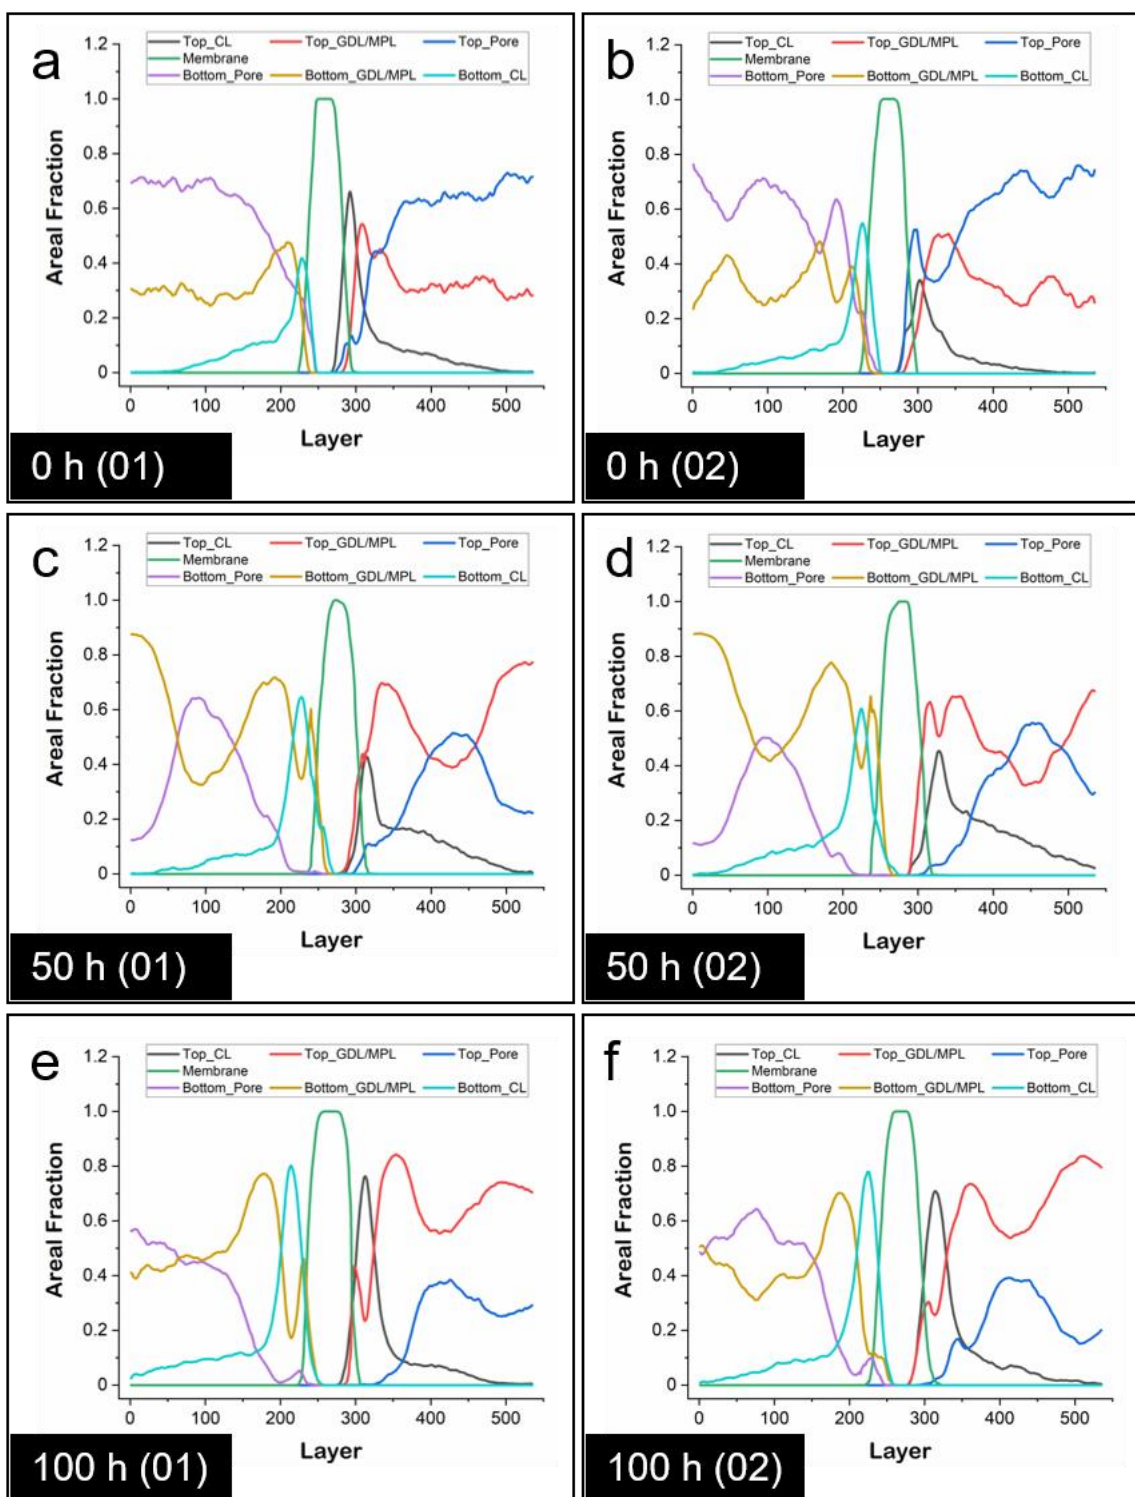 a
Top_CL Top_GDL/MPL Top_Pore
Membrane
Bottom_Pore Bottom_GDL/MPL Bottom_CL
1.2
1.0
0.8
0.6
0.4
0.2
0
Areal Fraction
0 100 200 300 400 500
Layer
0 h (01)
b
Top_CL Top_GDL/MPL Top_Pore
Membrane
Bottom_Pore Bottom_GDL/MPL Bottom_CL
1.2
1.0
0.8
0.6
0.4
0.2
0
Areal Fraction
0 100 200 300 400 500
Layer
0 h (02)
c
Top_CL Top_GDL/MPL Top_Pore
Membrane
Bottom_Pore Bottom_GDL/MPL Bottom_CL
1.2
1.0
0.8
0.6
0.4
0.2
0
Areal Fraction
0 100 200 300 400 500
Layer
50 h (01)
d
Top_CL Top_GDL/MPL Top_Pore
Membrane
Bottom_Pore Bottom_GDL/MPL Bottom_CL
1.2
1.0
0.8
0.6
0.4
0.2
0
Areal Fraction
0 100 200 300 400 500
Layer
50 h (02)
e
Top_CL Top_GDL/MPL Top_Pore
Membrane
Bottom_Pore Bottom_GDL/MPL Bottom_CL
1.2
1.0
0.8
0.6
0.4
0.2
0
Areal Fraction
0 100 200 300 400 500
Layer
100 h (01)
f
Top_CL Top_GDL/MPL Top_Pore
Membrane
Bottom_Pore Bottom_GDL/MPL Bottom_CL
1.2
1.0
0.8
0.6
0.4
0.2
0
Areal Fraction
0 100 200 300 400 500
Layer
100 h (02)